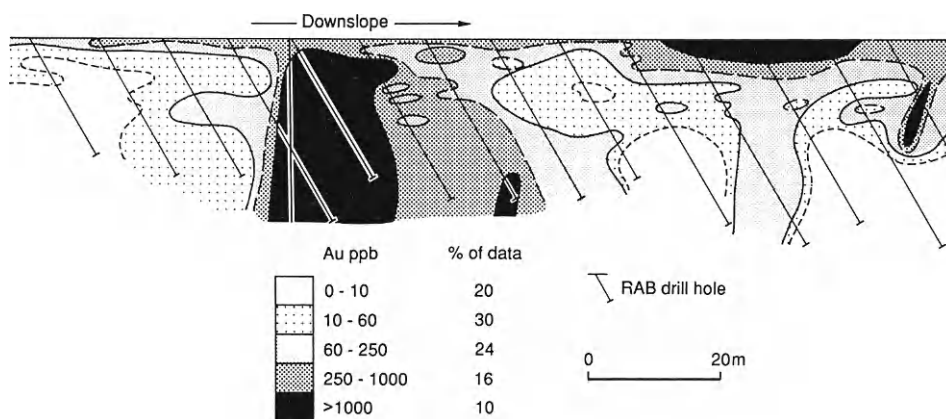 Downslope
Au ppb % of data
0 - 10 20
10 - 60 30
60 - 250 24
250 - 1000 16
>1000 10
RAB drill hole
0 20m